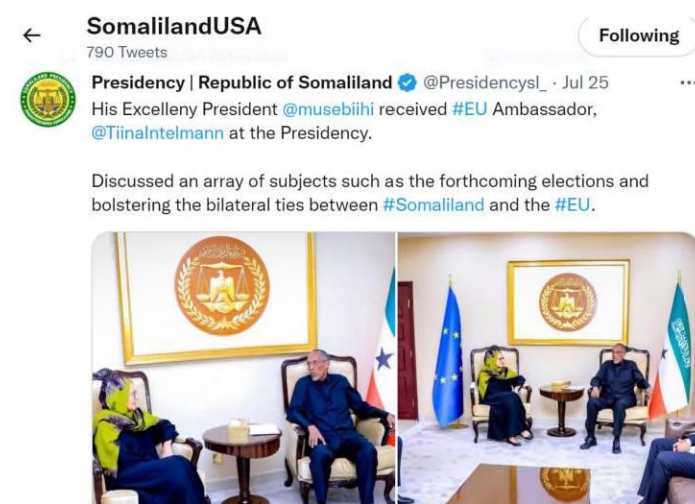 SomalilandUSA
Following
790 Tweets
Presidency | Republic of Somaliland @Presidencysl_ · Jul 25
His Excelleny President @musebiihi received #EU Ambassador,
@TiinaIntelmann at the Presidency.
Discussed an array of subjects such as the forthcoming elections and
bolstering the bilateral ties between #Somaliland and the #EU.